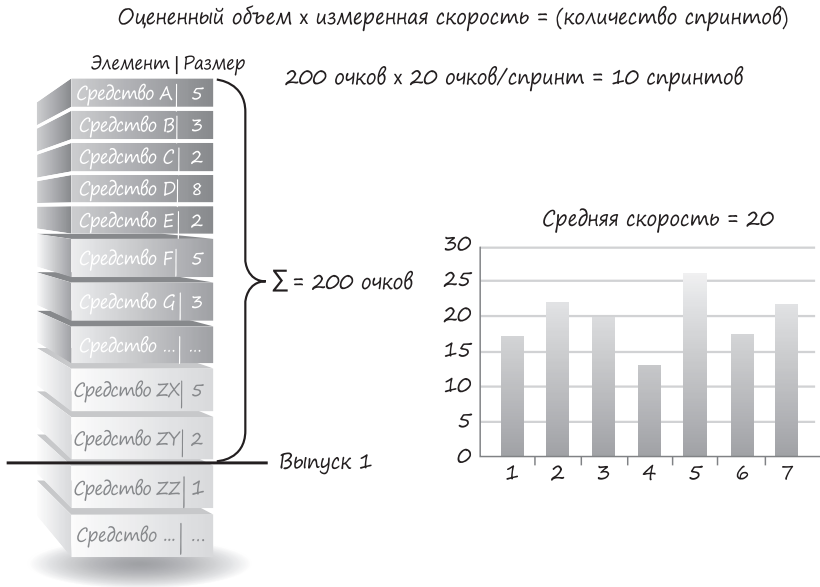 Оцененный объем x измеренная скорость = (количество спринтов)
200 очков x 20 очков/спринт = 10 спринтов
Элемент | Размер
Средство A | 5
Средство B | 3
Средство C | 2
Средство D | 8
Средство E | 2
Средство F | 5
Средство G | 3
Средство ... | ...
Средство ZX | 5
Средство ZY | 2
Средство ZZ | 1
Средство ... | ...
Σ = 200 очков
Выпуск 1
Средняя скорость = 20
30
25
20
15
10
5
0
1 2 3 4 5 6 7